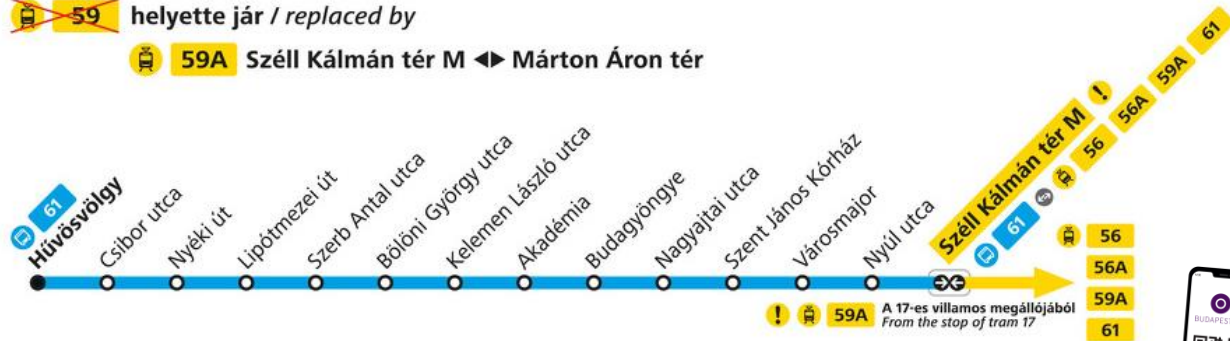 59 helyette jár / replaced by
59A Széll Kálmán tér M ◄► Márton Áron tér
61
Hűvösvölgy
Csibor utca
Nyéki út
Lipótmezei út
Szerb Antal utca
Bölöni György utca
Kelemen László utca
Akadémia
Budagyöngye
Nagyajtai utca
Szent János Kórház
Városmajor
Nyúl utca
Széll Kálmán tér M !
61 56 56A 59A 61
56
56A
59A
61
! 59A A 17-es villamos megállójából
From the stop of tram 17